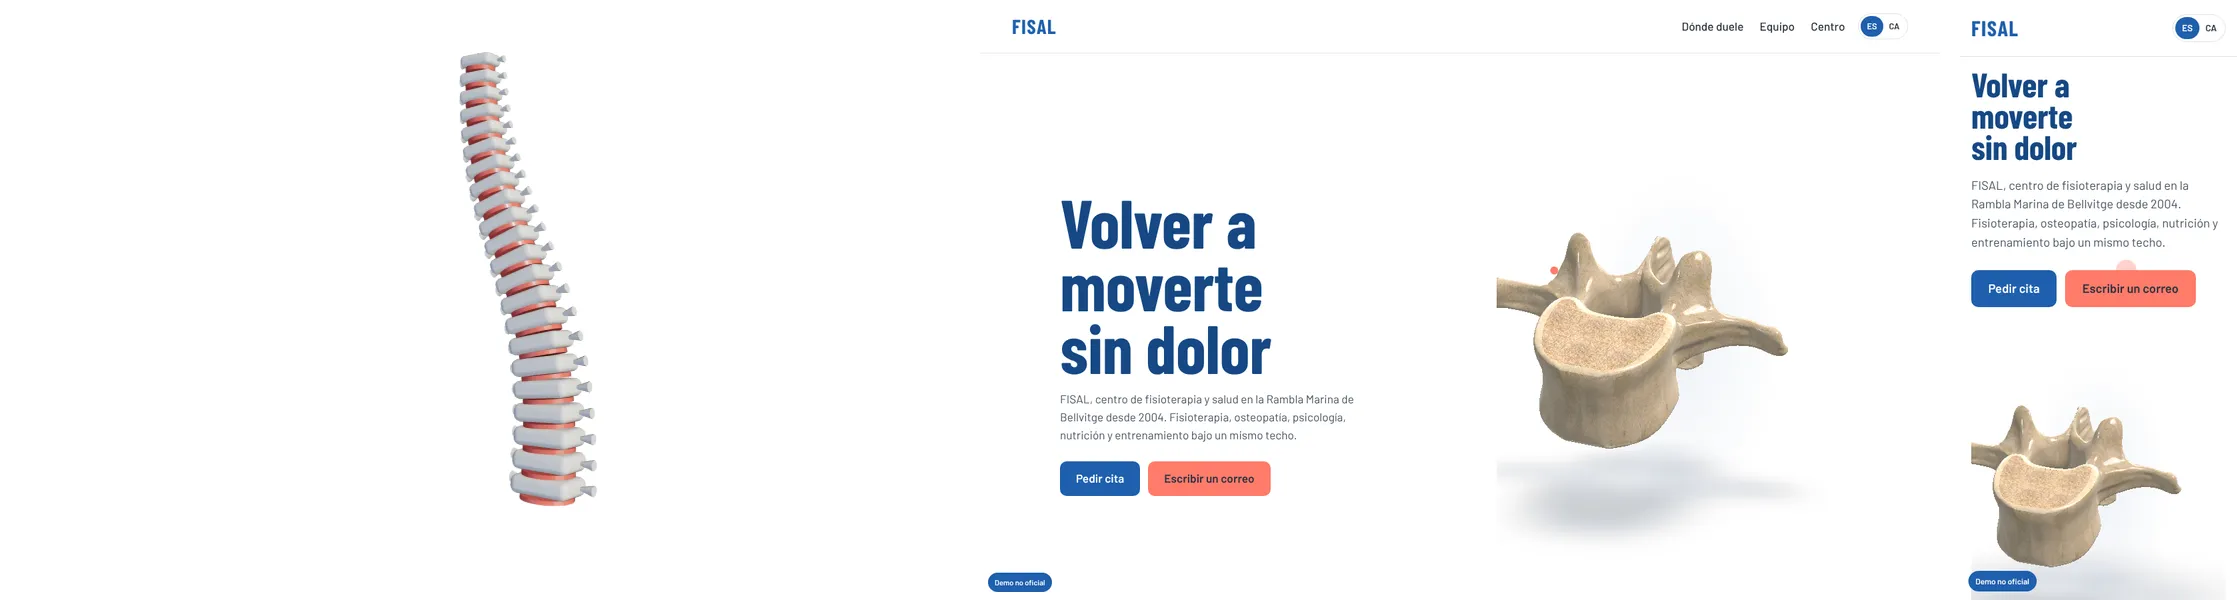 FISAL
Dónde duele
Equipo
Centro
ES
CA
Volver a
moverte
sin dolor
FISAL, centro de fisioterapia y salud en la Rambla Marina de
Bellvitge desde 2004. Fisioterapia, osteopatía, psicología,
nutrición y entrenamiento bajo un mismo techo.
Pedir cita
Escribir un correo
Demo no oficial
FISAL
ES
CA
Volver a
moverte
sin dolor
FISAL, centro de fisioterapia y salud en la
Rambla Marina de Bellvitge desde 2004.
Fisioterapia, osteopatía, psicología, nutrición y
entrenamiento bajo un mismo techo.
Pedir cita
Escribir un correo
Demo no oficial